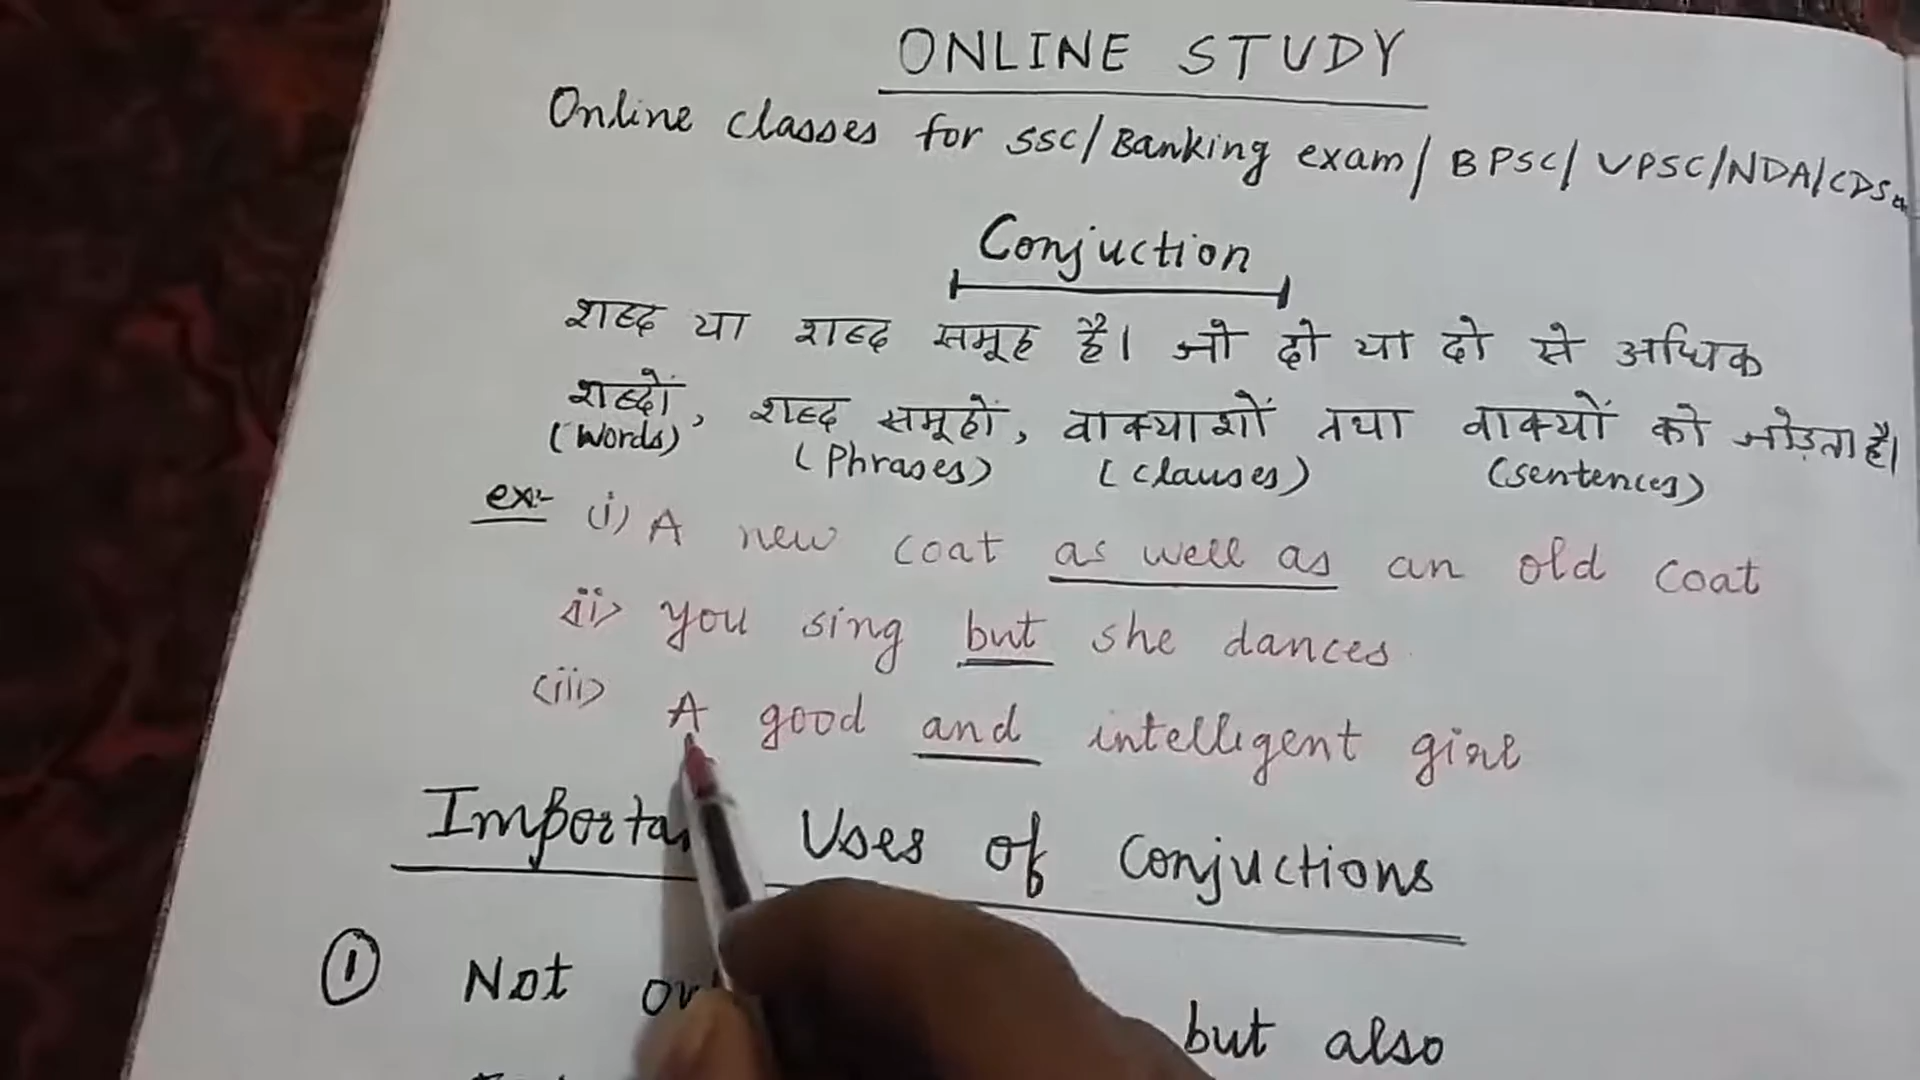 ONLINE STUDY
Online classes for SSC/Banking exam/BPSC/UPSC/NDA/CDS
Conjuction
शब्द या शब्द समूह है। जो दो या दो से अधिक
शब्दों, शब्द समूहों, वाक्याशों तथा वाक्यों को जोड़ता है।
(Words) (Phrases) (Clauses) (sentences)
ex:- (i) A new coat as well as an old coat
(ii) you sing but she dances
(iii) A good and intelligent girl
Uses of Conjuctions
① Not but also